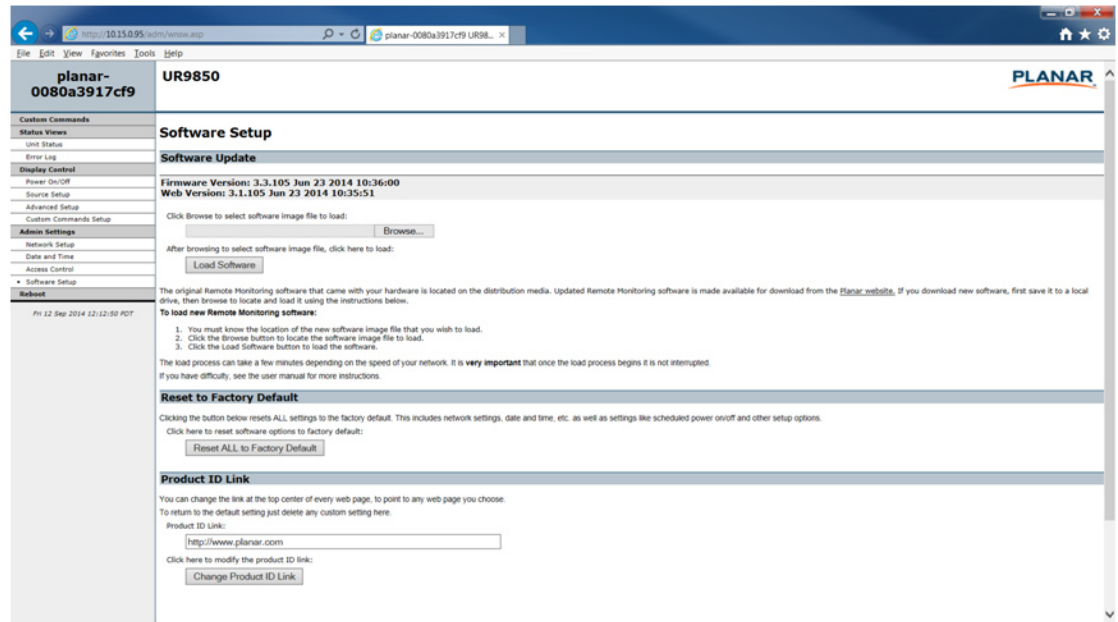 http://10.15.0.95/adm/wnsw.asp
planar-0080a3917cf9 UR98...
File Edit View Favorites Tools Help
planar-
0080a3917cf9
UR9850
PLANAR
Custom Commands
Status Views
Unit Status
Error Log
Display Control
Power On/Off
Source Setup
Advanced Setup
Custom Commands Setup
Admin Settings
Network Setup
Date and Time
Access Control
Software Setup
Reboot
Fri 12 Sep 2014 12:12:50 PDT
Software Setup
Software Update
Firmware Version: 3.3.105 Jun 23 2014 10:36:00
Web Version: 3.1.105 Jun 23 2014 10:35:51
Click Browse to select software image file to load:
Browse...
After browsing to select software image file, click here to load:
Load Software
The original Remote Monitoring software that came with your hardware is located on the distribution media. Updated Remote Monitoring software is made available for download from the Planar website. If you download new software, first save it to a local
drive, then browse to locate and load it using the instructions below.
To load new Remote Monitoring software:
1. You must know the location of the new software image file that you wish to load.
2. Click the Browse button to locate the software image file to load.
3. Click the Load Software button to load the software.
The load process can take a few minutes depending on the speed of your network. It is very important that once the load process begins it is not interrupted.
If you have difficulty, see the user manual for more instructions.
Reset to Factory Default
Clicking the button below resets ALL settings to the factory default. This includes network settings, date and time, etc. as well as settings like scheduled power on/off and other setup options.
Click here to reset software options to factory default:
Reset ALL to Factory Default
Product ID Link
You can change the link at the top center of every web page, to point to any web page you choose.
To return to the default setting just delete any custom setting here.
Product ID Link:
http://www.planar.com
Click here to modify the product ID link:
Change Product ID Link